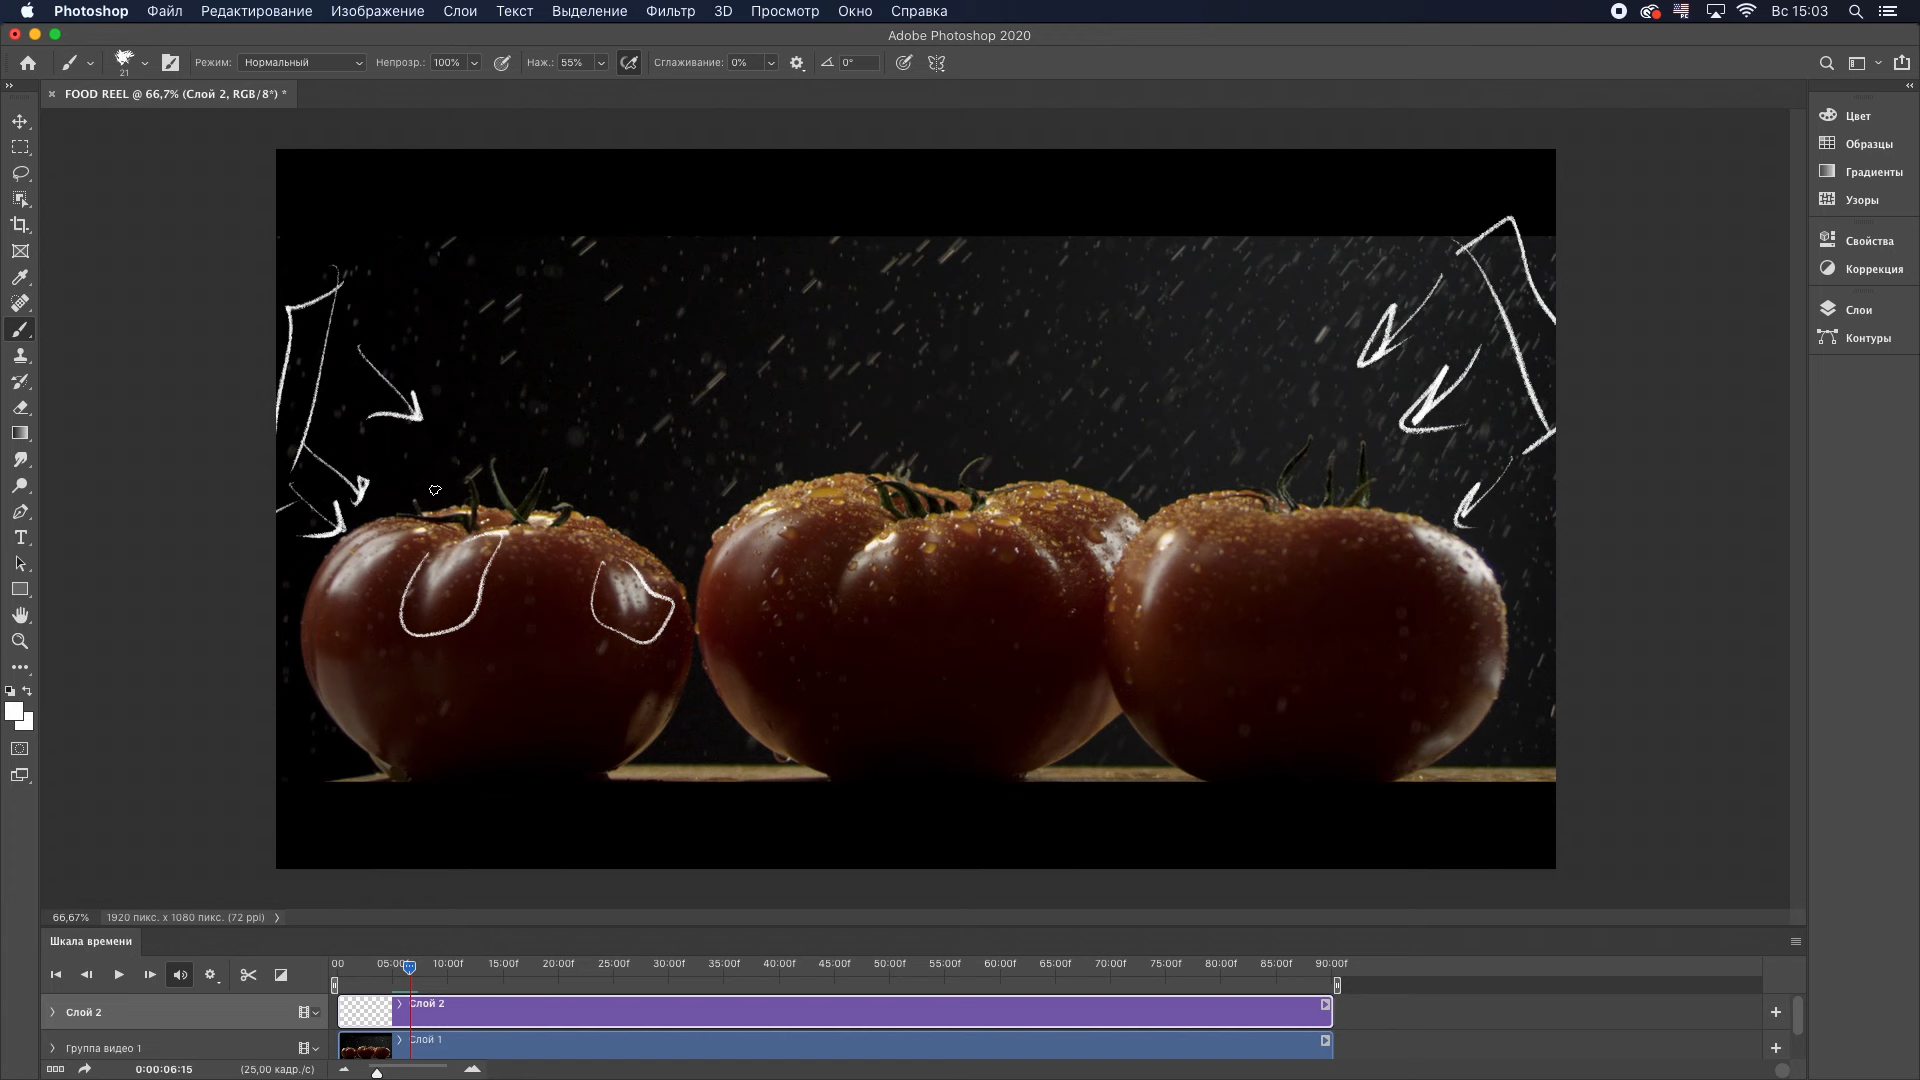 Photoshop Файл Редактирование Изображение Слои Текст Выделение Фильтр 3D Просмотр Окно Справка Вс 15:03
Adobe Photoshop 2020
21 Режим: Нормальный Непрозр.: 100% Наж.: 55% Сглаживание: 0% 0°
FOOD REEL @ 66,7% (Слой 2, RGB/8*) *
Цвет
Образцы
Градиенты
Узоры
Свойства
Коррекция
Слои
Контуры
66,67% 1920 пикс. x 1080 пикс. (72 ppi)
Шкала времени
00 05:00f 10:00f 15:00f 20:00f 25:00f 30:00f 35:00f 40:00f 45:00f 50:00f 55:00f 60:00f 65:00f 70:00f 75:00f 80:00f 85:00f 90:00f
Слой 2 Слой 2
Группа видео 1 Слой 1
0:00:06:15 (25,00 кадр./с)